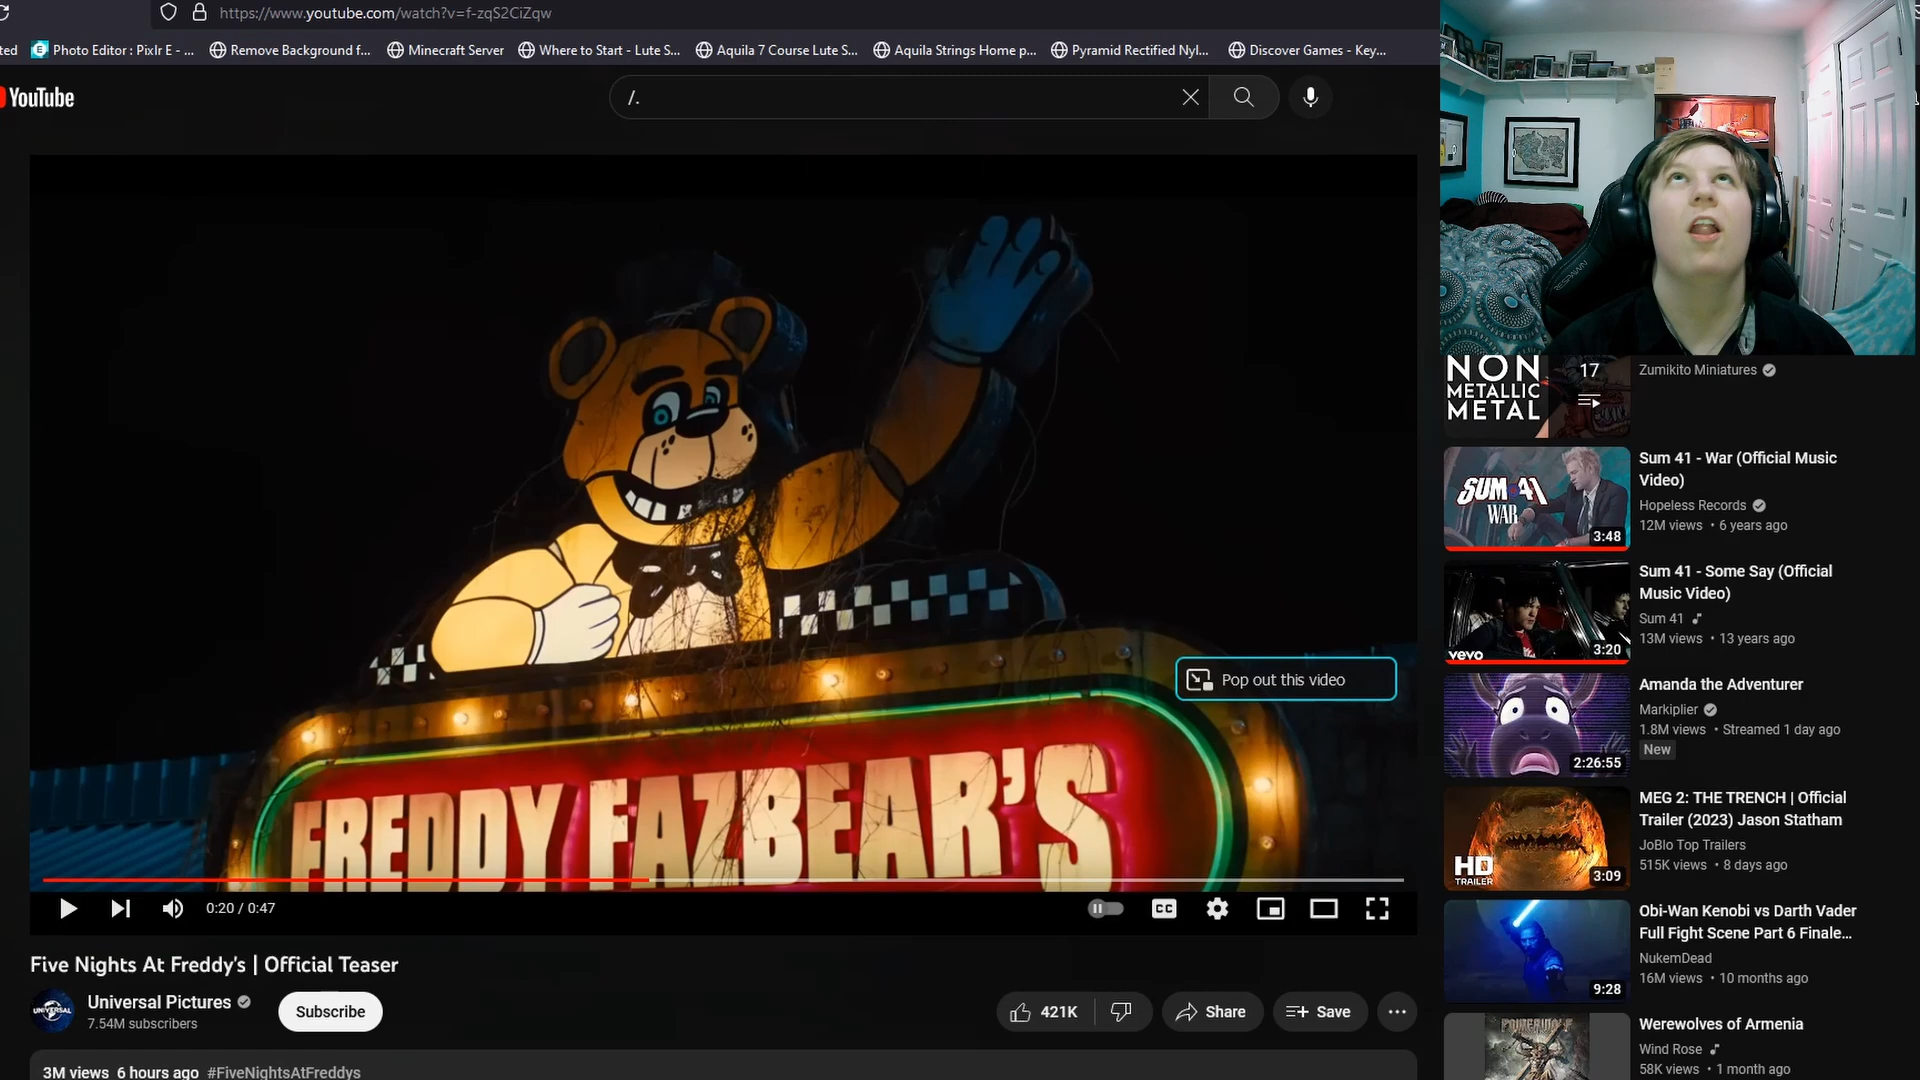 https://www.youtube.com/watch?v=f-zqS2CiZqw
ted Photo Editor : Pixlr E - ... Remove Background f... Minecraft Server Where to Start - Lute S... Aquila 7 Course Lute S... Aquila Strings Home p... Pyramid Rectified Nyl... Discover Games - Key...
YouTube
/.
FREDDY FAZBEAR'S
Pop out this video
0:20 / 0:47
CC
Five Nights At Freddy's | Official Teaser
UNIVERSAL
Universal Pictures
7.54M subscribers
Subscribe
421K
Share
Save
3M views 6 hours ago #FiveNightsAtFreddys
NON
METALLIC
METAL
17
Zumikito Miniatures
SUM 41
WAR
3:48
Sum 41 - War (Official Music
Video)
Hopeless Records
12M views • 6 years ago
vevo
3:20
Sum 41 - Some Say (Official
Music Video)
Sum 41
13M views • 13 years ago
2:26:55
Amanda the Adventurer
Markiplier
1.8M views • Streamed 1 day ago
New
HD
TRAILER
3:09
MEG 2: THE TRENCH | Official
Trailer (2023) Jason Statham
JoBlo Top Trailers
515K views • 8 days ago
9:28
Obi-Wan Kenobi vs Darth Vader
Full Fight Scene Part 6 Finale...
NukemDead
16M views • 10 months ago
POWERWOLF
Werewolves of Armenia
Wind Rose
58K views • 1 month ago